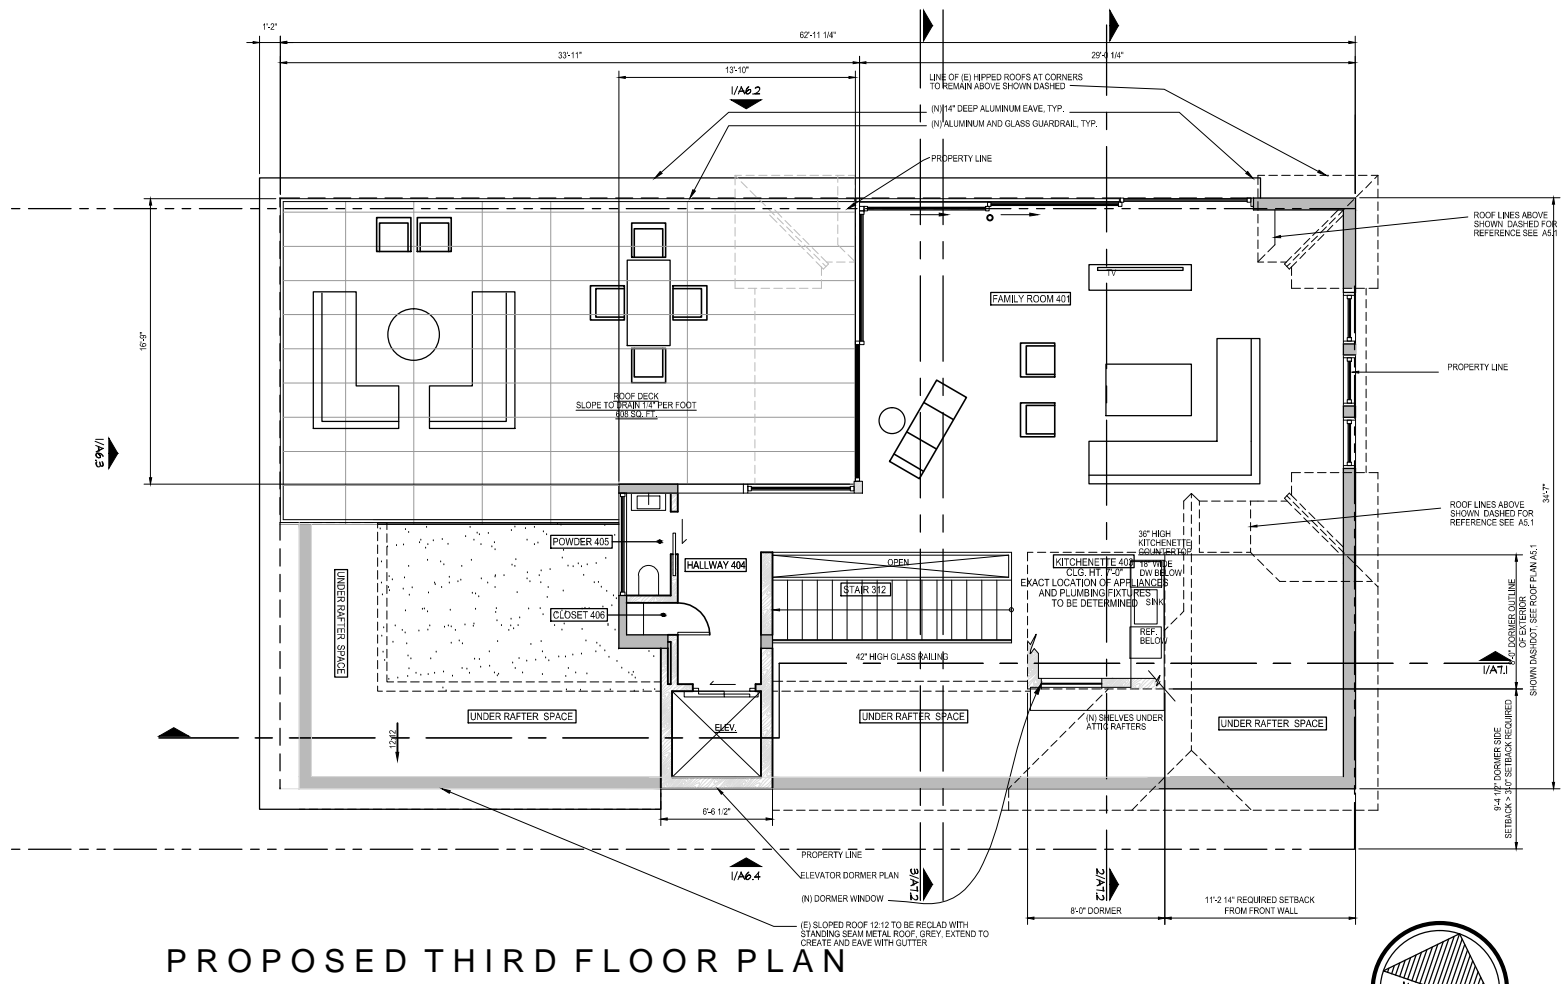 1'-2"
62'-11 1/4"
33'-11"
13'-10"
1/A6.2
LINE OF (E) HIPPED ROOFS AT CORNERS
TO REMAIN ABOVE SHOWN DASHED
(N) 14" DEEP ALUMINUM EAVE, TYP.
(N) ALUMINUM AND GLASS GUARDRAIL, TYP.
PROPERTY LINE
ROOF LINES ABOVE
SHOWN DASHED FOR
REFERENCE SEE A5.1
TV
FAMILY ROOM 401
16'-9"
PROPERTY LINE
ROOF DECK
SLOPE TO DRAIN 1/4" PER FOOT
608 SQ. FT.
1/A6.3
34'-7"
ROOF LINES ABOVE
SHOWN DASHED FOR
REFERENCE SEE A5.1
POWDER 405
HALLWAY 404
OPEN
STAIR 312
36" HIGH
KITCHENETTE
COUNTERTOP
18" WIDE
DW BELOW
KITCHENETTE 402
CLG. HT. 7'-0"
EXACT LOCATION OF APPLIANCES
AND PLUMBING FIXTURES
TO BE DETERMINED
SINK
REF.
BELOW
CLOSET 406
UNDER RAFTER SPACE
42" HIGH GLASS RAILING
8'-0" DORMER OUTLINE
OF EXTERIOR
SHOWN DASHDOT, SEE ROOF PLAN A5.1
1/A7.1
UNDER RAFTER SPACE
UNDER RAFTER SPACE
(N) SHELVES UNDER
ATTIC RAFTERS
UNDER RAFTER SPACE
ELEV.
12:12
9'-4 1/2" DORMER SIDE
SETBACK > 3'-0" SETBACK REQUIRED
6'-6 1/2"
PROPERTY LINE
1/A6.4
ELEVATOR DORMER PLAN
3/A7.2
2/A7.2
(N) DORMER WINDOW
8'-0" DORMER
11'-2 14" REQUIRED SETBACK
FROM FRONT WALL
(E) SLOPED ROOF 12:12 TO BE RECLAD WITH
STANDING SEAM METAL ROOF, GREY, EXTEND TO
CREATE AND EAVE WITH GUTTER
PROPOSED THIRD FLOOR PLAN